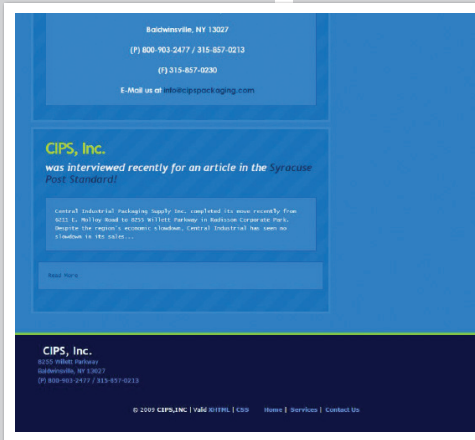 Baldwinsville, NY 13027
(P) 800-903-2477 / 315-857-0213
(F) 315-857-0230
E-Mail us at info@cipspackaging.com
CIPS, Inc.
was interviewed recently for an article in the Syracuse
Post Standard!
Central Industrial Packaging Supply Inc. completed its move recently from
6211 E. Molloy Road to 8255 Willett Parkway in Radisson Corporate Park.
Despite the region's economic slowdown, Central Industrial has seen no
slowdown in its sales...
Read More
CIPS, Inc.
8255 Willett Parkway
Baldwinsville, NY 13027
(P) 800-903-2477 / 315-857-0213
© 2009 CIPS,INC | Valid XHTML | CSS Home | Services | Contact Us